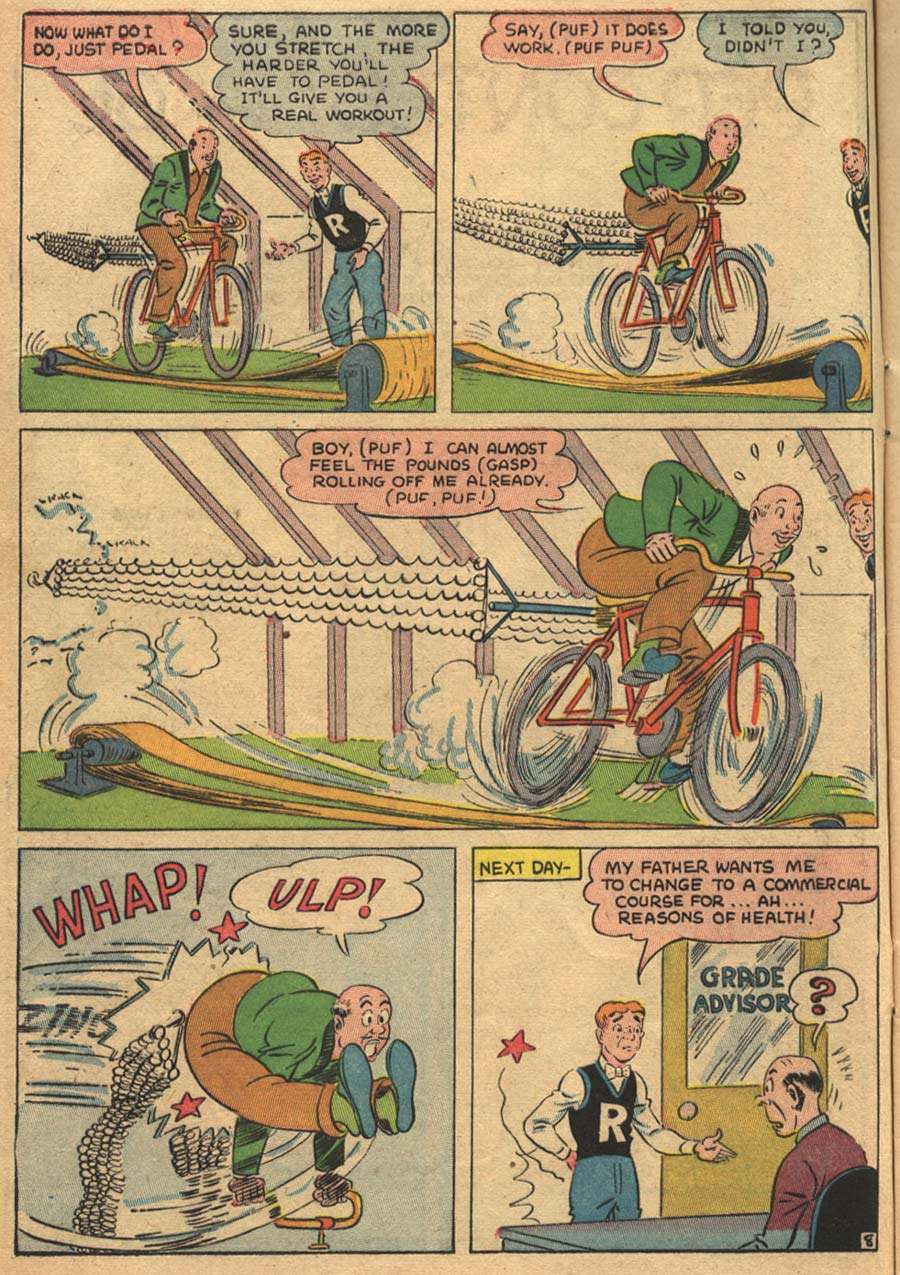 NOW WHAT DO I
DO, JUST PEDAL?
SURE, AND THE MORE
YOU STRETCH, THE
HARDER YOU'LL
HAVE TO PEDAL!
IT'LL GIVE YOU A
REAL WORKOUT!
R
SAY, (PUF) IT DOES
WORK. (PUF PUF)
I TOLD YOU,
DIDN'T I?
BOY, (PUF) I CAN ALMOST
FEEL THE POUNDS (GASP)
ROLLING OFF ME ALREADY.
(PUF, PUF!)
WHAP!
ULP!
ZING
NEXT DAY-
MY FATHER WANTS ME
TO CHANGE TO A COMMERCIAL
COURSE FOR ... AH...
REASONS OF HEALTH!
GRADE
ADVISOR
?
R
8